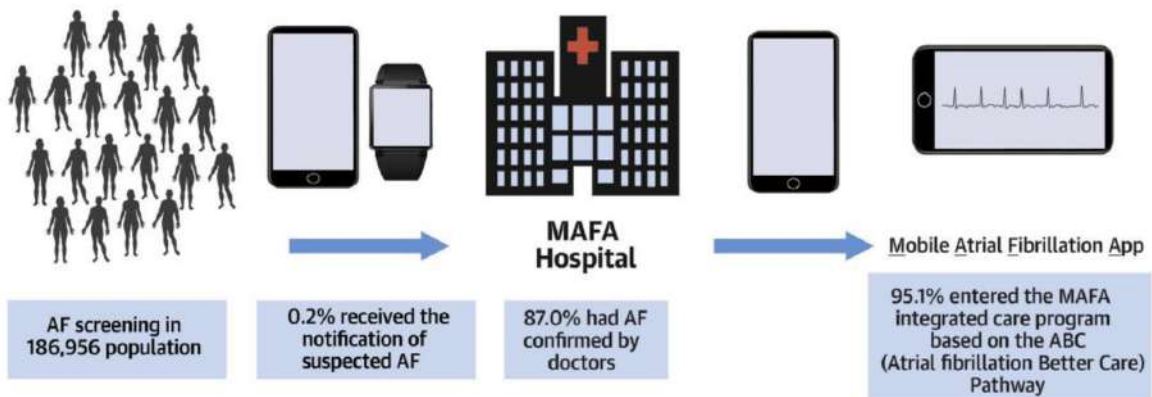 MAFA
Hospital
Mobile Atrial Fibrillation App
AF screening in
186,956 population
0.2% received the
notification of
suspected AF
87.0% had AF
confirmed by
doctors
95.1% entered the MAFA
integrated care program
based on the ABC
(Atrial fibrillation Better Care)
Pathway